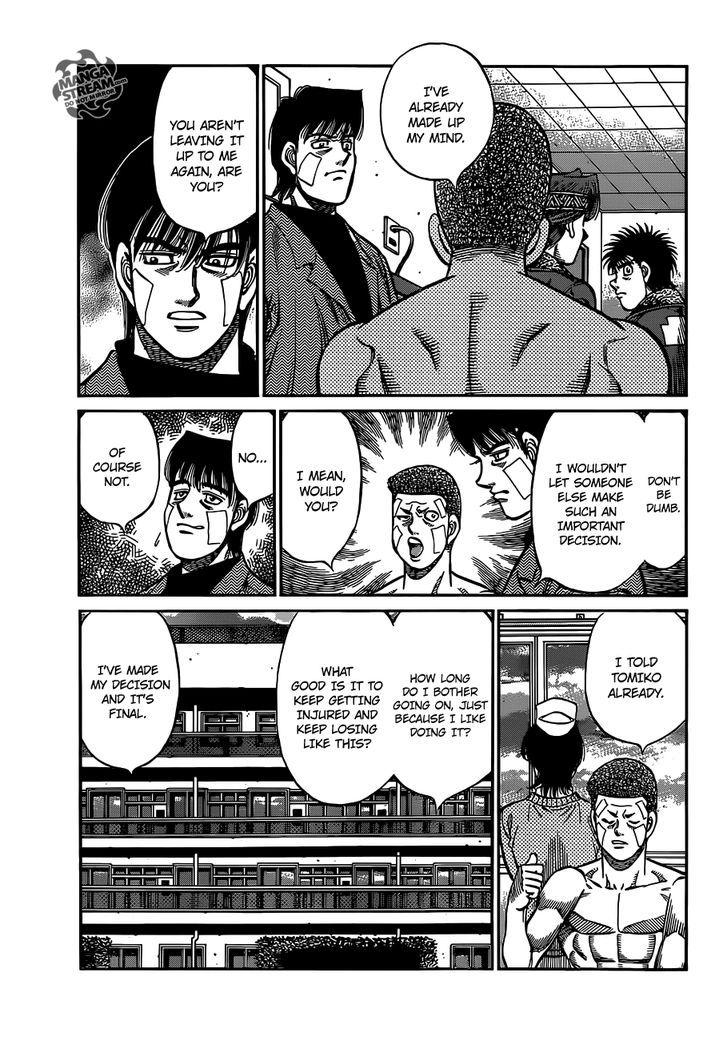 MANGA
STREAM.com
DO NOT MIRROR!
I'VE
ALREADY
MADE UP
MY MIND.
YOU AREN'T
LEAVING IT
UP TO ME
AGAIN, ARE
YOU?
DON'T
BE
DUMB.
I WOULDN'T
LET SOMEONE
ELSE MAKE
SUCH AN
IMPORTANT
DECISION.
I MEAN,
WOULD
YOU?
NO...
OF
COURSE
NOT.
I TOLD
TOMIKO
ALREADY.
HOW LONG
DO I BOTHER
GOING ON, JUST
BECAUSE I LIKE
DOING IT?
WHAT
GOOD IS IT TO
KEEP GETTING
INJURED AND
KEEP LOSING
LIKE THIS?
I'VE MADE
MY DECISION
AND IT'S
FINAL.